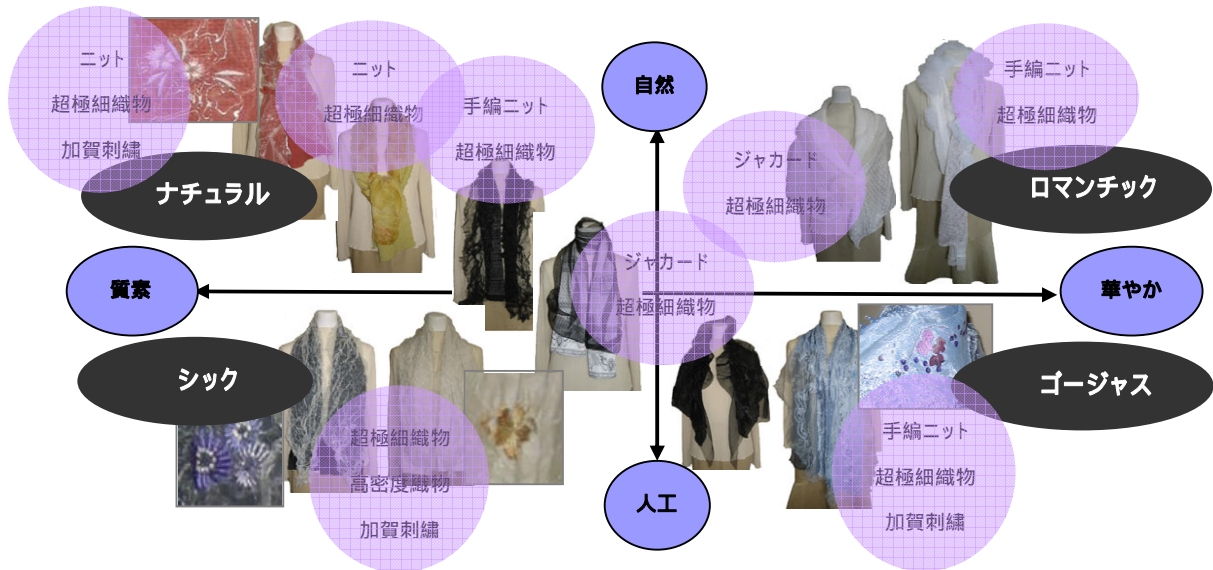 ニット
超極細織物
加賀刺繍
ニット
超極細織物
手編ニット
超極細織物
自然
ジャカード
超極細織物
手編ニット
超極細織物
ナチュラル
ロマンチック
質素
ジャカード
超極細織物
華やか
シック
ゴージャス
超極細織物
高密度織物
加賀刺繍
人工
手編ニット
超極細織物
加賀刺繍